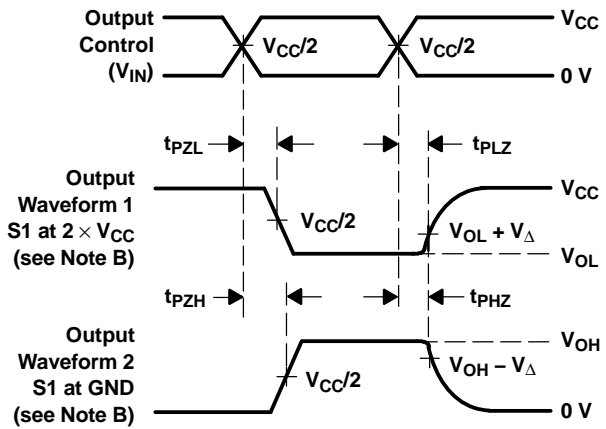 Output
Control
(VIN)
VCC/2
VCC/2
VCC
0 V
tPZL
tPLZ
Output
Waveform 1
S1 at 2 × VCC
(see Note B)
VCC/2
VCC
VOL + VΔ
VOL
tPZH
tPHZ
Output
Waveform 2
S1 at GND
(see Note B)
VCC/2
VOH
VOH − VΔ
0 V